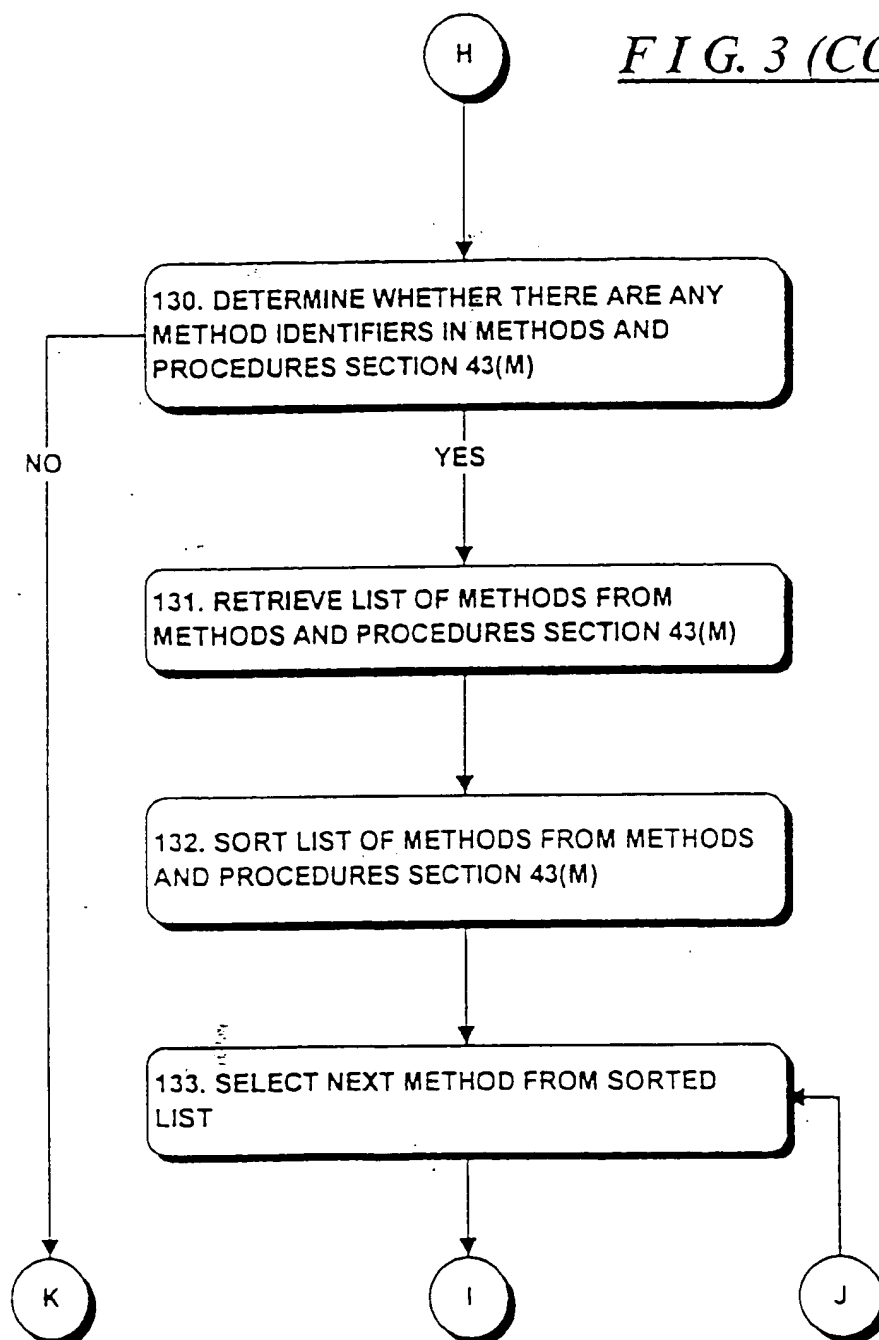 H
F I G. 3 (CO
130. DETERMINE WHETHER THERE ARE ANY
METHOD IDENTIFIERS IN METHODS AND
PROCEDURES SECTION 43(M)
NO
YES
131. RETRIEVE LIST OF METHODS FROM
METHODS AND PROCEDURES SECTION 43(M)
132. SORT LIST OF METHODS FROM METHODS
AND PROCEDURES SECTION 43(M)
133. SELECT NEXT METHOD FROM SORTED
LIST
K
I
J